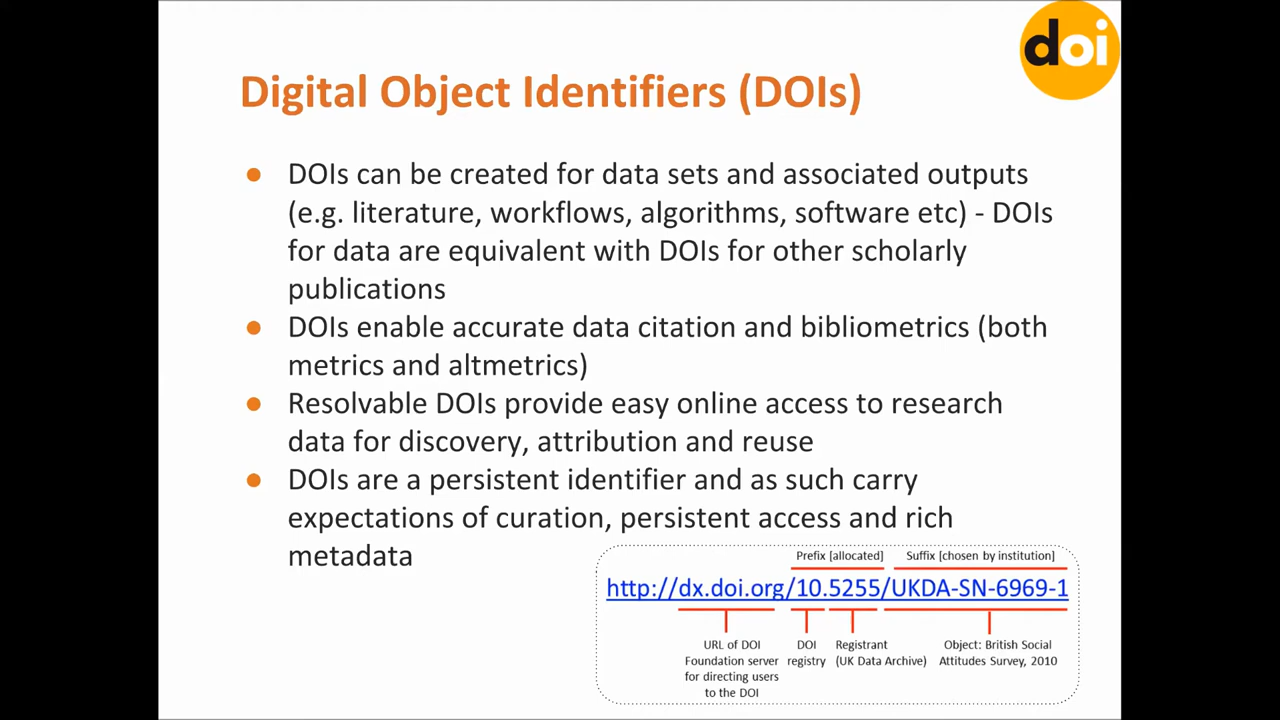 doi
Digital Object Identifiers (DOIs)
● DOIs can be created for data sets and associated outputs
(e.g. literature, workflows, algorithms, software etc) - DOIs
for data are equivalent with DOIs for other scholarly
publications
● DOIs enable accurate data citation and bibliometrics (both
metrics and altmetrics)
● Resolvable DOIs provide easy online access to research
data for discovery, attribution and reuse
● DOIs are a persistent identifier and as such carry
expectations of curation, persistent access and rich
metadata
Prefix [allocated] Suffix [chosen by institution]
http://dx.doi.org/10.5255/UKDA-SN-6969-1
URL of DOI
Foundation server
for directing users
to the DOI
DOI
registry
Registrant
(UK Data Archive)
Object: British Social
Attitudes Survey, 2010